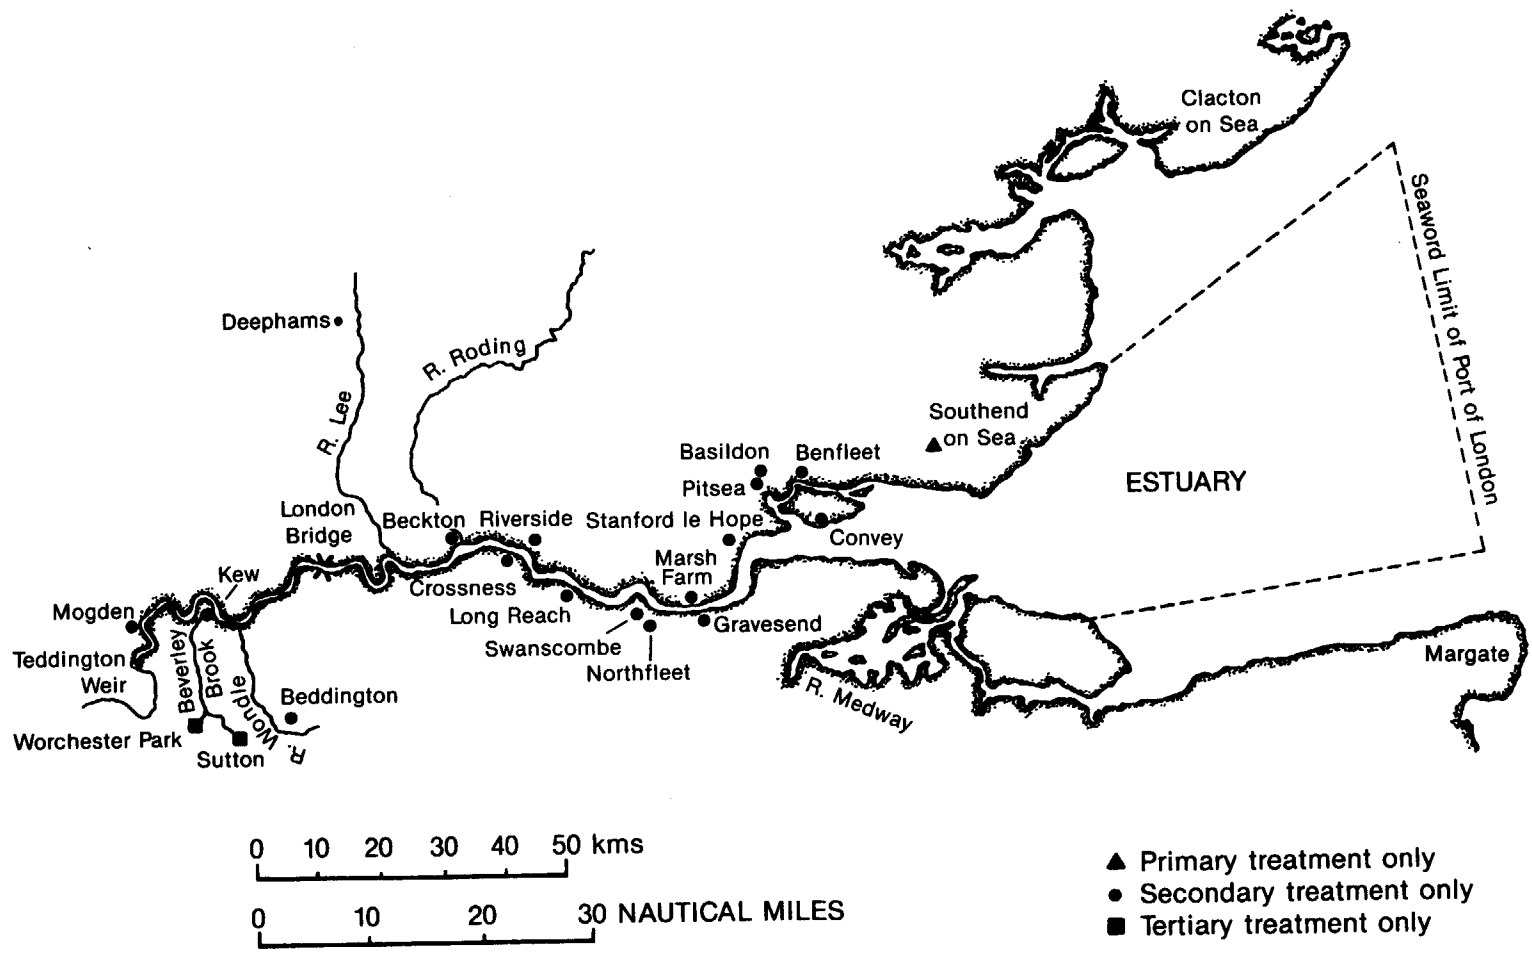 Clacton
on Sea
Seaword Limit of Port of London
Deephams
R. Roding
R. Lee
Southend
on Sea
Basildon
Benfleet
Pitsea
ESTUARY
London
Bridge
Beckton
Riverside
Stanford le Hope
Convey
Marsh
Farm
Kew
Crossness
Mogden
Long Reach
Gravesend
Swanscombe
Northfleet
Teddington
Weir
Beverley
Brook
R. Wondle
Beddington
R. Medway
Margate
Worchester Park
Sutton
0 10 20 30 40 50 kms
0 10 20 30 NAUTICAL MILES
Primary treatment only
Secondary treatment only
Tertiary treatment only